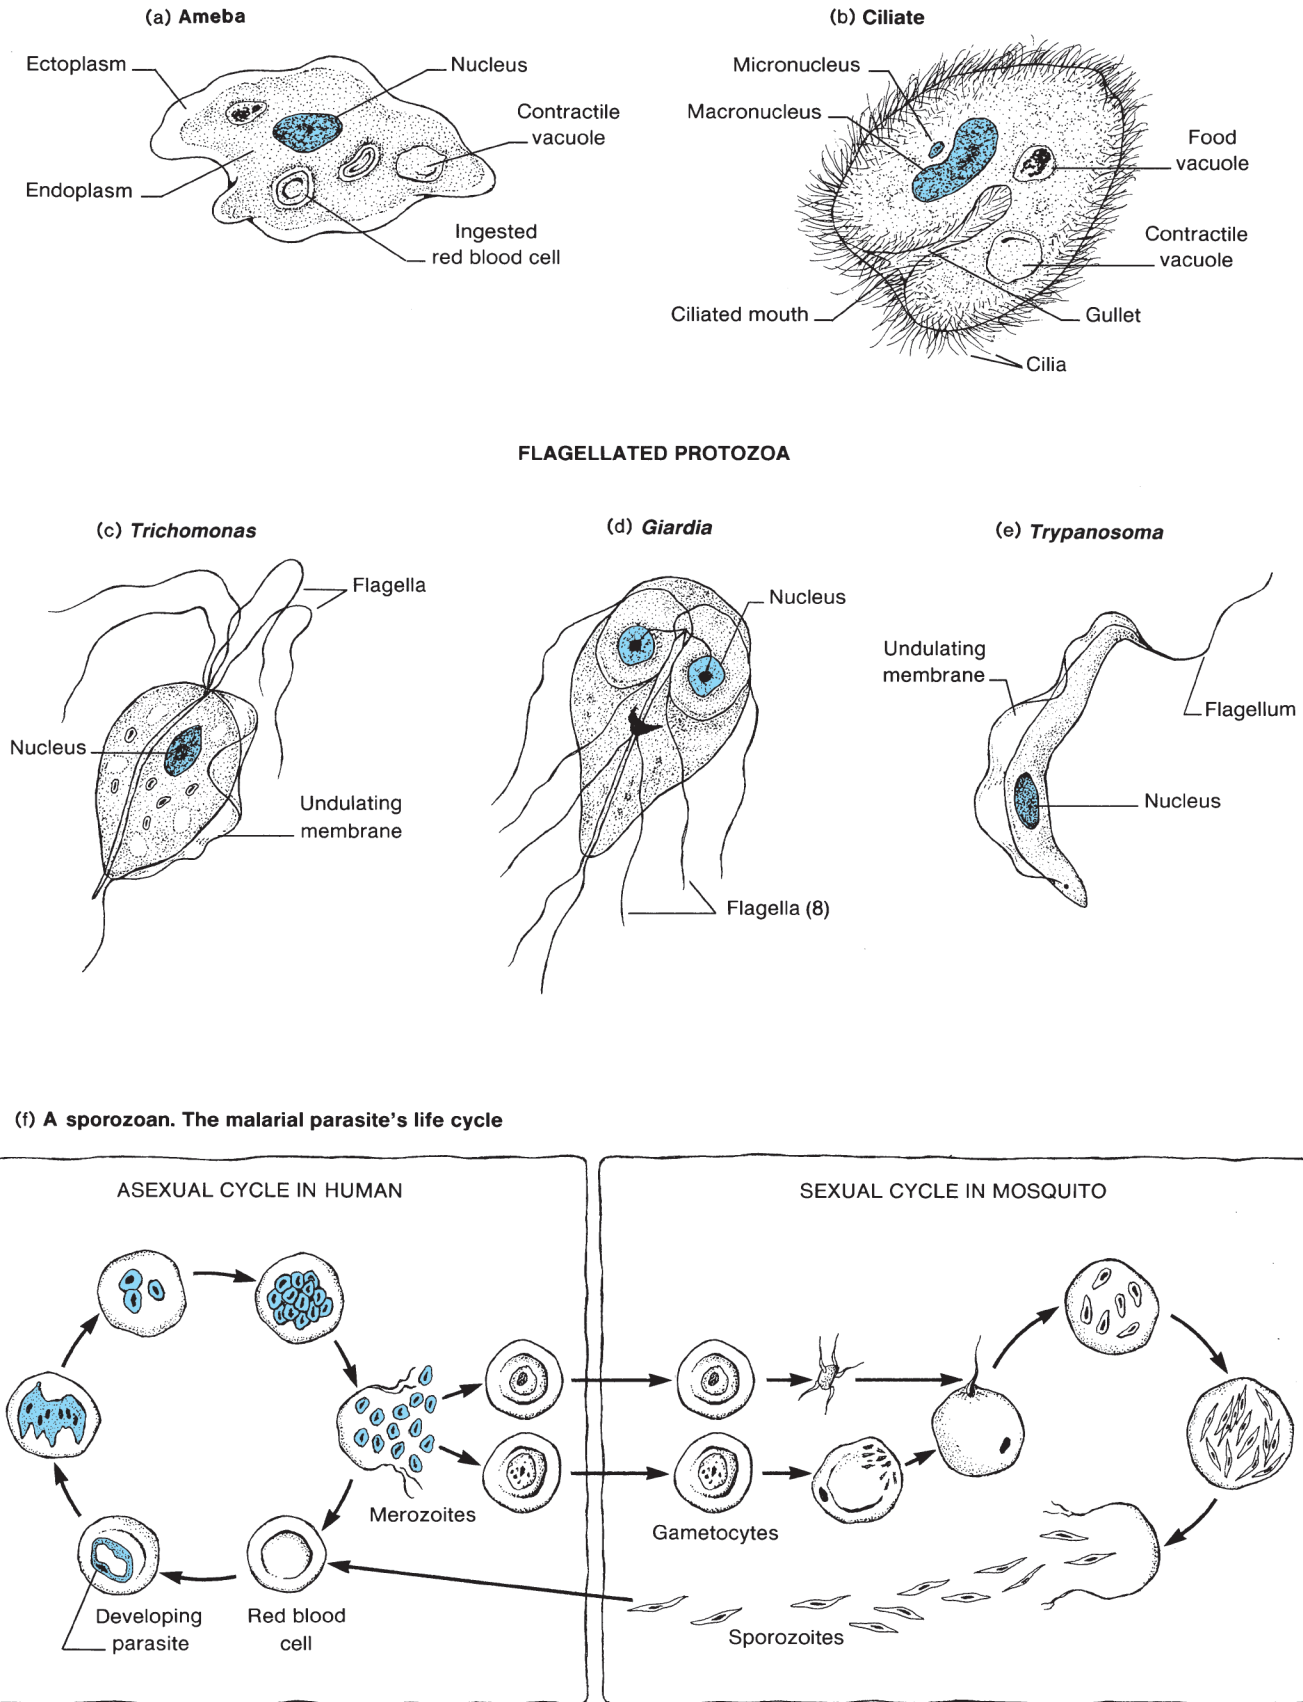 (a) Ameba
Ectoplasm
Nucleus
Contractile
vacuole
Endoplasm
Ingested
red blood cell
(b) Ciliate
Micronucleus
Macronucleus
Food
vacuole
Contractile
vacuole
Ciliated mouth
Gullet
Cilia
FLAGELLATED PROTOZOA
(c) Trichomonas
Flagella
Nucleus
Undulating
membrane
(d) Giardia
Nucleus
Flagella (8)
(e) Trypanosoma
Undulating
membrane
Flagellum
Nucleus
(f) A sporozoan. The malarial parasite's life cycle
ASEXUAL CYCLE IN HUMAN
Merozoites
Developing
parasite
Red blood
cell
SEXUAL CYCLE IN MOSQUITO
Gametocytes
Sporozoites